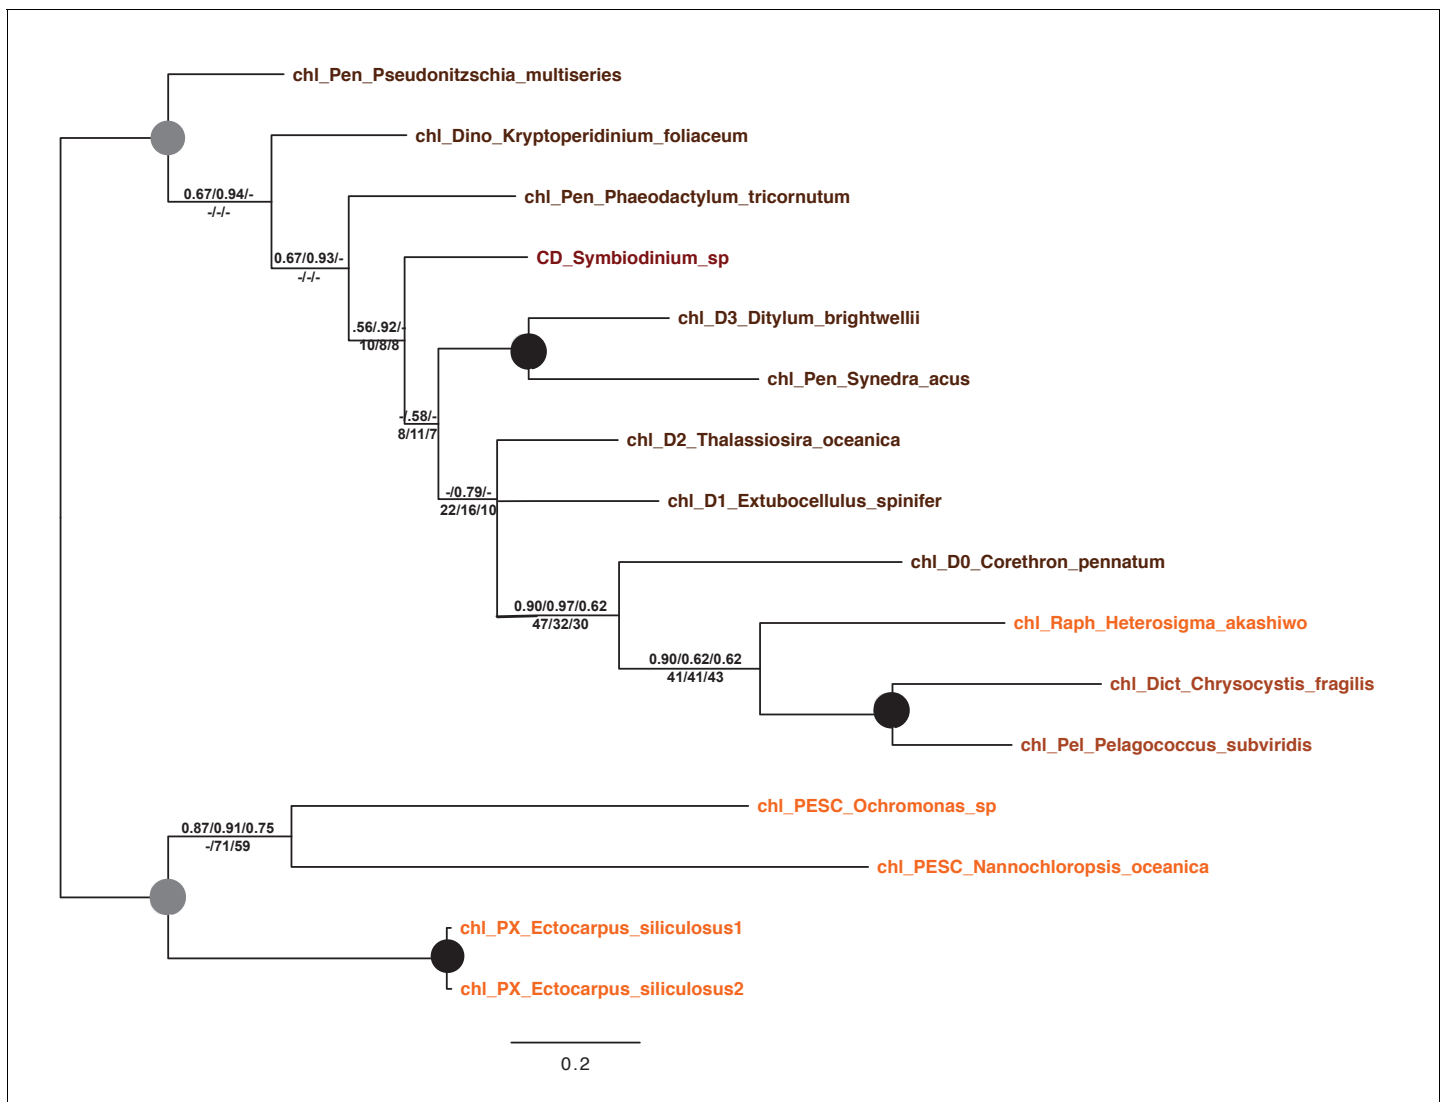 chl_Pen_Pseudonitzschia_multiseries
chl_Dino_Kryptoperidinium_foliaceum
0.67/0.94/-
-/-/-
chl_Pen_Phaeodactylum_tricornutum
0.67/0.93/-
-/-/-
CD_Symbiodinium_sp
.56/.92/-
10/8/8
chl_D3_Ditylum_brightwellii
chl_Pen_Synedra_acus
-/.58/-
8/11/7
chl_D2_Thalassiosira_oceanica
-/0.79/-
22/16/10
chl_D1_Extubocellulus_spinifer
chl_D0_Corethron_pennatum
0.90/0.97/0.62
47/32/30
chl_Raph_Heterosigma_akashiwo
0.90/0.62/0.62
41/41/43
chl_Dict_Chrysocystis_fragilis
chl_Pel_Pelagococcus_subviridis
chl_PESC_Ochromonas_sp
0.87/0.91/0.75
-/71/59
chl_PESC_Nannochloropsis_oceanica
chl_PX_Ectocarpus_siliculosus1
chl_PX_Ectocarpus_siliculosus2
0.2